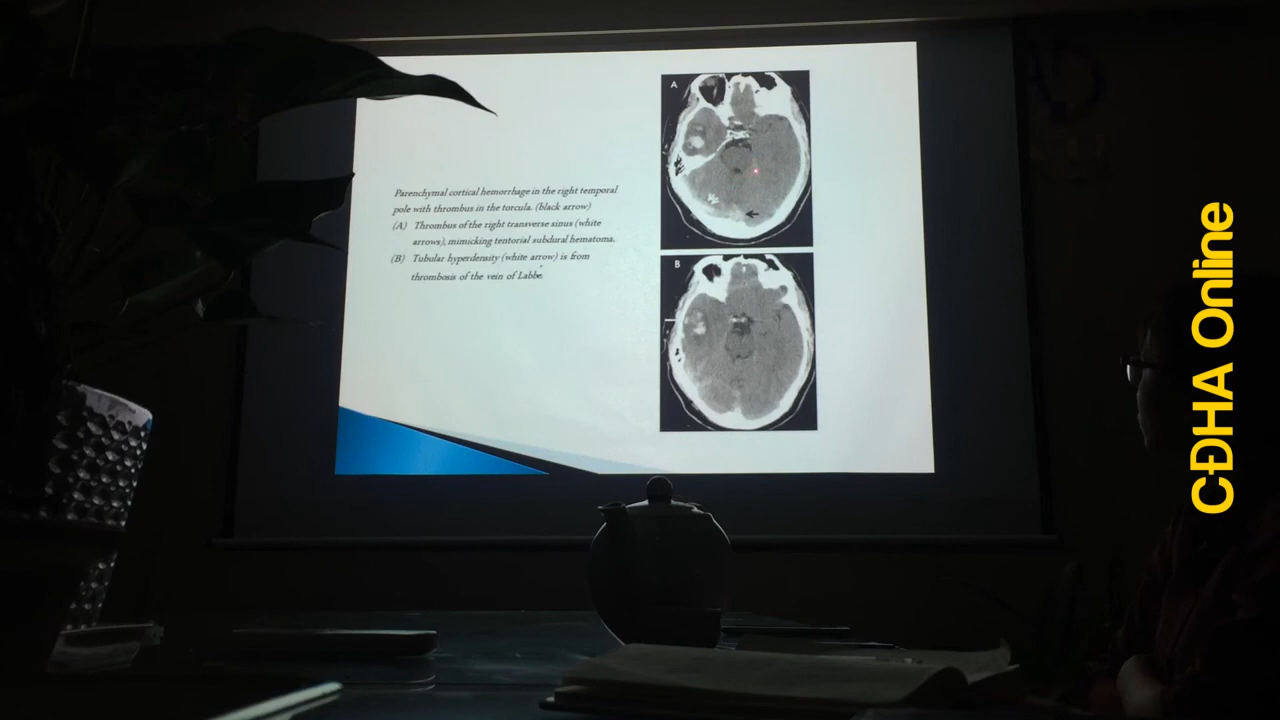 Parenchymal cortical hemorrhage in the right temporal
pole with thrombus in the torcula. (black arrow)
(A) Thrombus of the right transverse sinus (white
arrows), mimicking tentorial subdural hematoma.
(B) Tubular hyperdensity (white arrow) is from
thrombosis of the vein of Labbe.
A
B
CĐHA Online